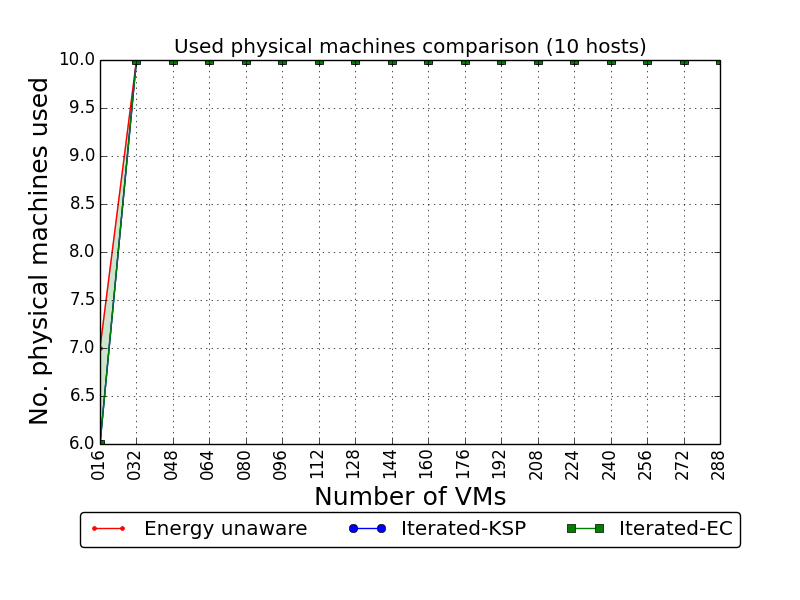 Used physical machines comparison (10 hosts)
No. physical machines used
10.0
9.5
9.0
8.5
8.0
7.5
7.0
6.5
6.0
016 032 048 064 080 096 112 128 144 160 176 192 208 224 240 256 272 288
Number of VMs
Energy unaware Iterated-KSP Iterated-EC